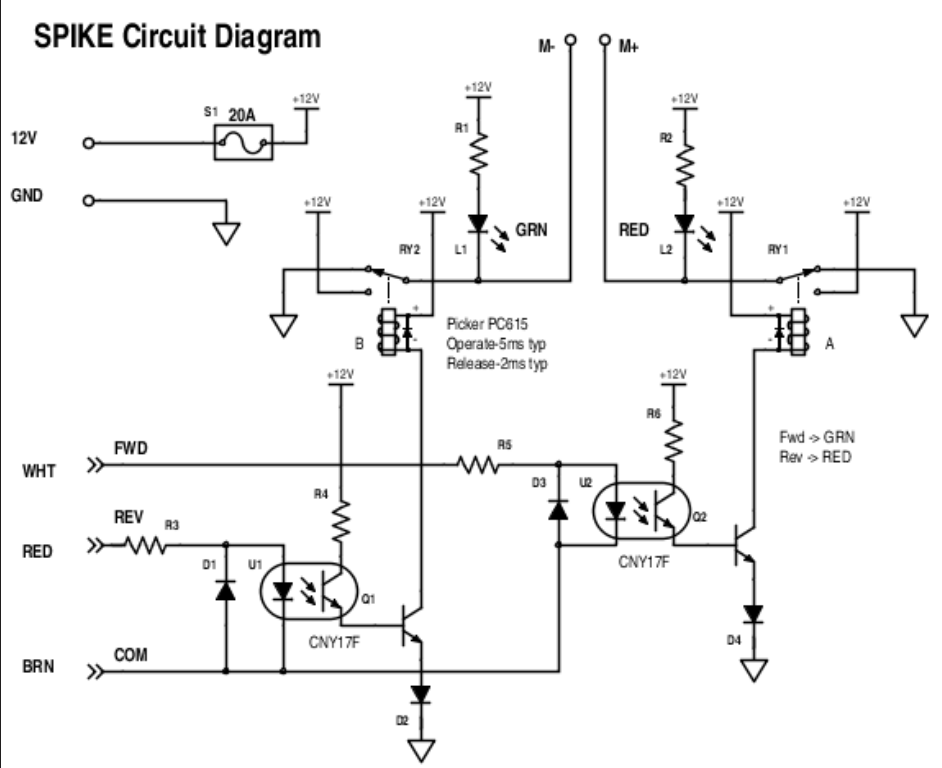 SPIKE Circuit Diagram
M-
M+
12V
S1
20A
+12V
+12V
R1
+12V
R2
GND
+12V
+12V
GRN
RED
+12V
+12V
RY2
L1
L2
RY1
+
-
B
Picker PC615
Operate-5ms typ
Release-2ms typ
+
-
A
+12V
+12V
R6
Fwd -> GRN
Rev -> RED
WHT
FWD
R5
R4
D3
U2
Q2
RED
REV
R3
CNY17F
D1
U1
Q1
CNY17F
D4
BRN
COM
D2